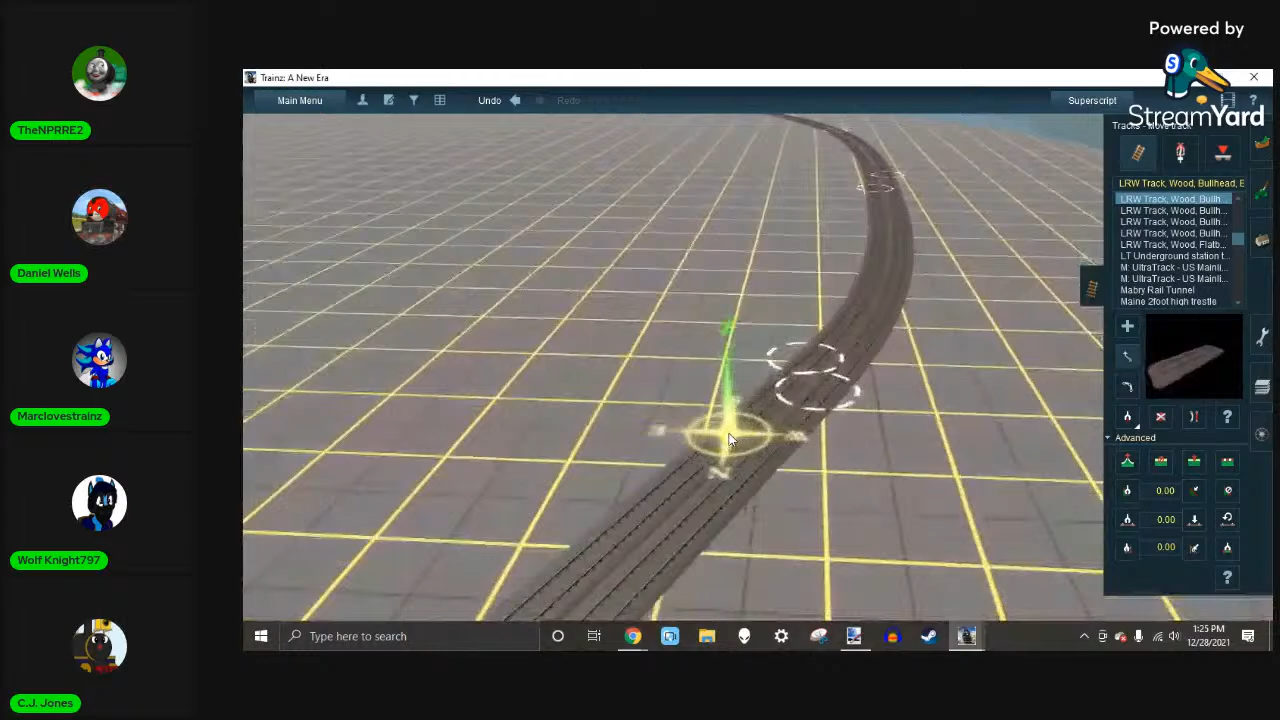 Powered by
StreamYard
TheNPRRE2
Daniel Wells
Marclovestrainz
Wolf Knight797
C.J. Jones
Trainz: A New Era
Main Menu
Undo
Redo
Superscript
Tracks - Move track
LRW Track, Wood, Bullhead, E
LRW Track, Wood, Bullh...
LRW Track, Wood, Bullh...
LRW Track, Wood, Bullh...
LRW Track, Wood, Bullh...
LRW Track, Wood, Flatb...
LT Underground station t...
M: UltraTrack - US Mainli...
M: UltraTrack - US Mainli...
Mabry Rail Tunnel
Maine 2foot high trestle
Advanced
0.00
0.00
0.00
Type here to search
1:25 PM
12/28/2021